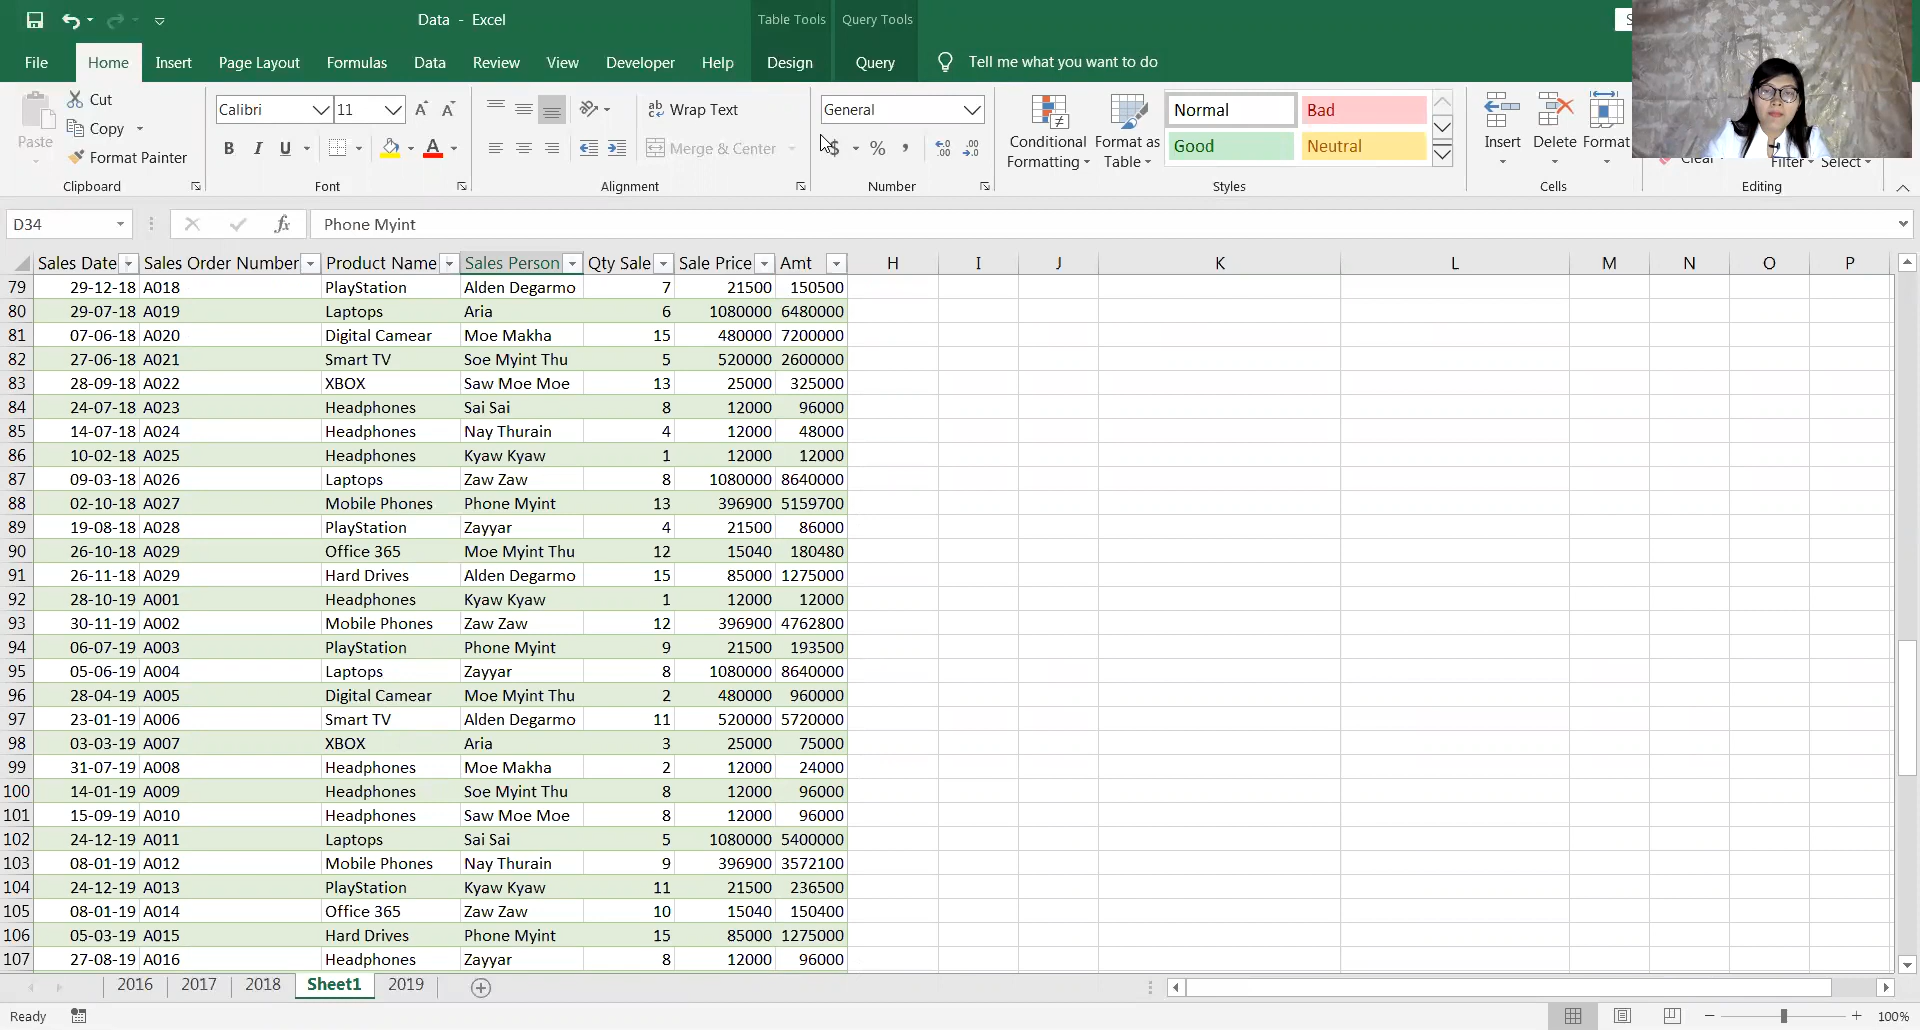 Data - Excel
Table Tools Query Tools
File Home Insert Page Layout Formulas Data Review View Developer Help Design Query Tell me what you want to do
Cut
Copy
Format Painter
Paste
Clipboard
Calibri 11
B I U A
Font
Wrap Text
Merge & Center
Alignment
General
$ % ,
Number
Conditional Formatting
Format as Table
Normal Bad
Good Neutral
Styles
Insert Delete Format
Cells
Filter Select
Editing
D34 fx Phone Myint
Sales Date Sales Order Number Product Name Sales Person Qty Sale Sale Price Amt H I J K L M N O P
79 29-12-18 A018 PlayStation Alden Degarmo 7 21500 150500
80 29-07-18 A019 Laptops Aria 6 1080000 6480000
81 07-06-18 A020 Digital Camear Moe Makha 15 480000 7200000
82 27-06-18 A021 Smart TV Soe Myint Thu 5 520000 2600000
83 28-09-18 A022 XBOX Saw Moe Moe 13 25000 325000
84 24-07-18 A023 Headphones Sai Sai 8 12000 96000
85 14-07-18 A024 Headphones Nay Thurain 4 12000 48000
86 10-02-18 A025 Headphones Kyaw Kyaw 1 12000 12000
87 09-03-18 A026 Laptops Zaw Zaw 8 1080000 8640000
88 02-10-18 A027 Mobile Phones Phone Myint 13 396900 5159700
89 19-08-18 A028 PlayStation Zayyar 4 21500 86000
90 26-10-18 A029 Office 365 Moe Myint Thu 12 15040 180480
91 26-11-18 A029 Hard Drives Alden Degarmo 15 85000 1275000
92 28-10-19 A001 Headphones Kyaw Kyaw 1 12000 12000
93 30-11-19 A002 Mobile Phones Zaw Zaw 12 396900 4762800
94 06-07-19 A003 PlayStation Phone Myint 9 21500 193500
95 05-06-19 A004 Laptops Zayyar 8 1080000 8640000
96 28-04-19 A005 Digital Camear Moe Myint Thu 2 480000 960000
97 23-01-19 A006 Smart TV Alden Degarmo 11 520000 5720000
98 03-03-19 A007 XBOX Aria 3 25000 75000
99 31-07-19 A008 Headphones Moe Makha 2 12000 24000
100 14-01-19 A009 Headphones Soe Myint Thu 8 12000 96000
101 15-09-19 A010 Headphones Saw Moe Moe 8 12000 96000
102 24-12-19 A011 Laptops Sai Sai 5 1080000 5400000
103 08-01-19 A012 Mobile Phones Nay Thurain 9 396900 3572100
104 24-12-19 A013 PlayStation Kyaw Kyaw 11 21500 236500
105 08-01-19 A014 Office 365 Zaw Zaw 10 15040 150400
106 05-03-19 A015 Hard Drives Phone Myint 15 85000 1275000
107 27-08-19 A016 Headphones Zayyar 8 12000 96000
2016 2017 2018 Sheet1 2019
Ready 100%